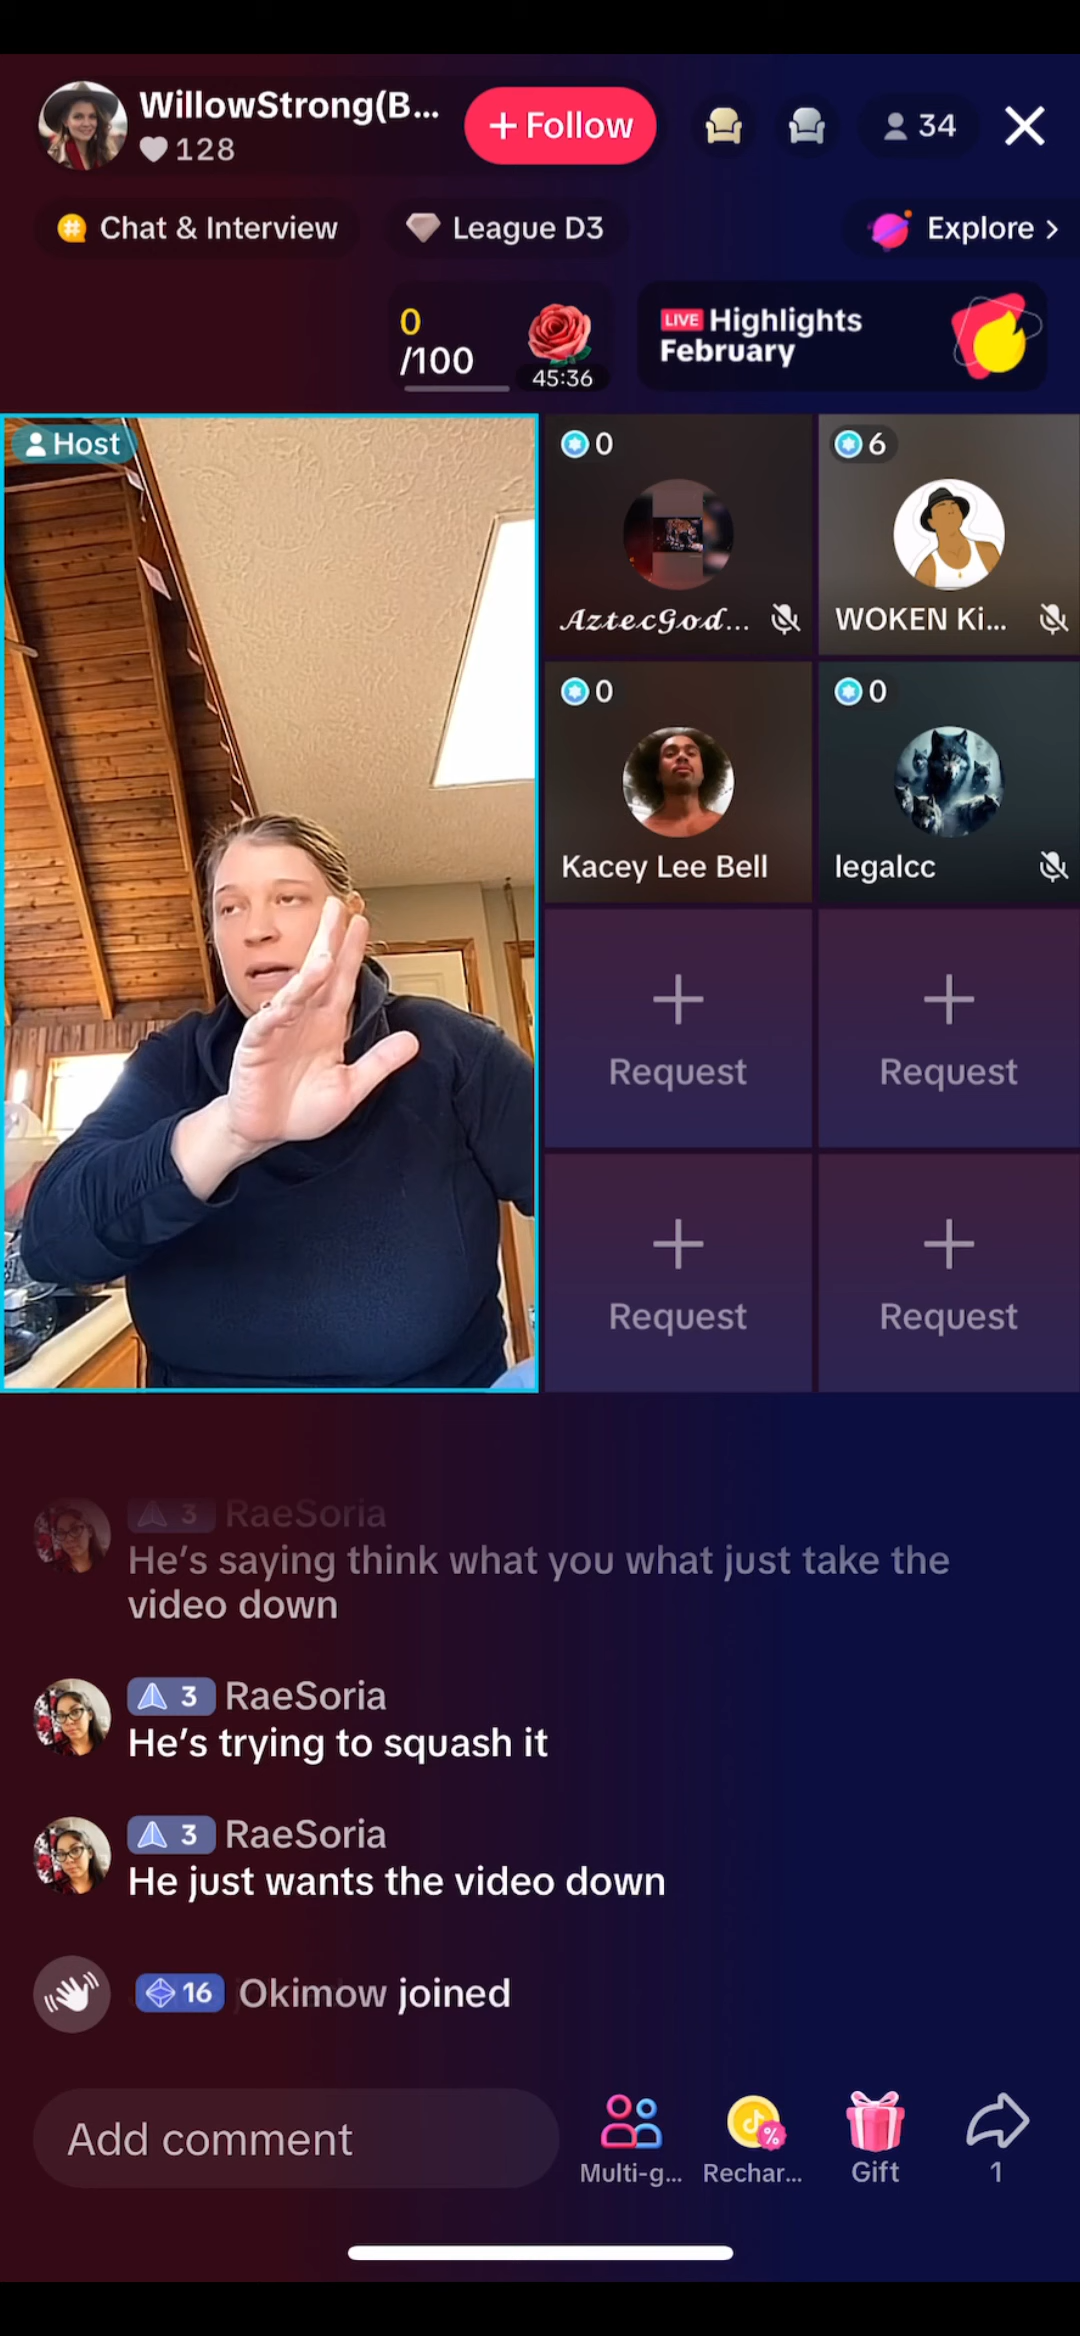 WillowStrong(B...
128
+ Follow
34
Chat & Interview
League D3
Explore >
0
/100
45:36
LIVE Highlights
February
Host
0
6
AztecGod...
WOKEN Ki...
0
0
Kacey Lee Bell
legalcc
Request
Request
Request
Request
3 RaeSoria
He's saying think what you what just take the
video down
3 RaeSoria
He's trying to squash it
3 RaeSoria
He just wants the video down
16 Okimow joined
Add comment
Multi-g...
Rechar...
Gift
1